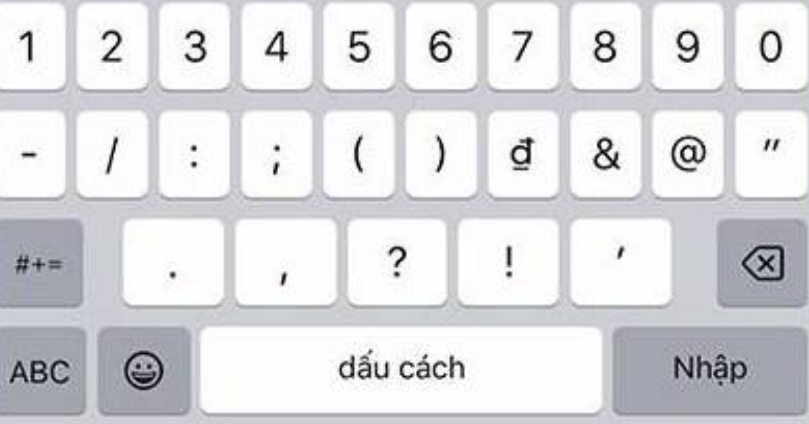 1 2 3 4 5 6 7 8 9 0
- / : ; ( ) ₫ & @ "
#+= . , ? ! '
ABC dấu cách Nhập